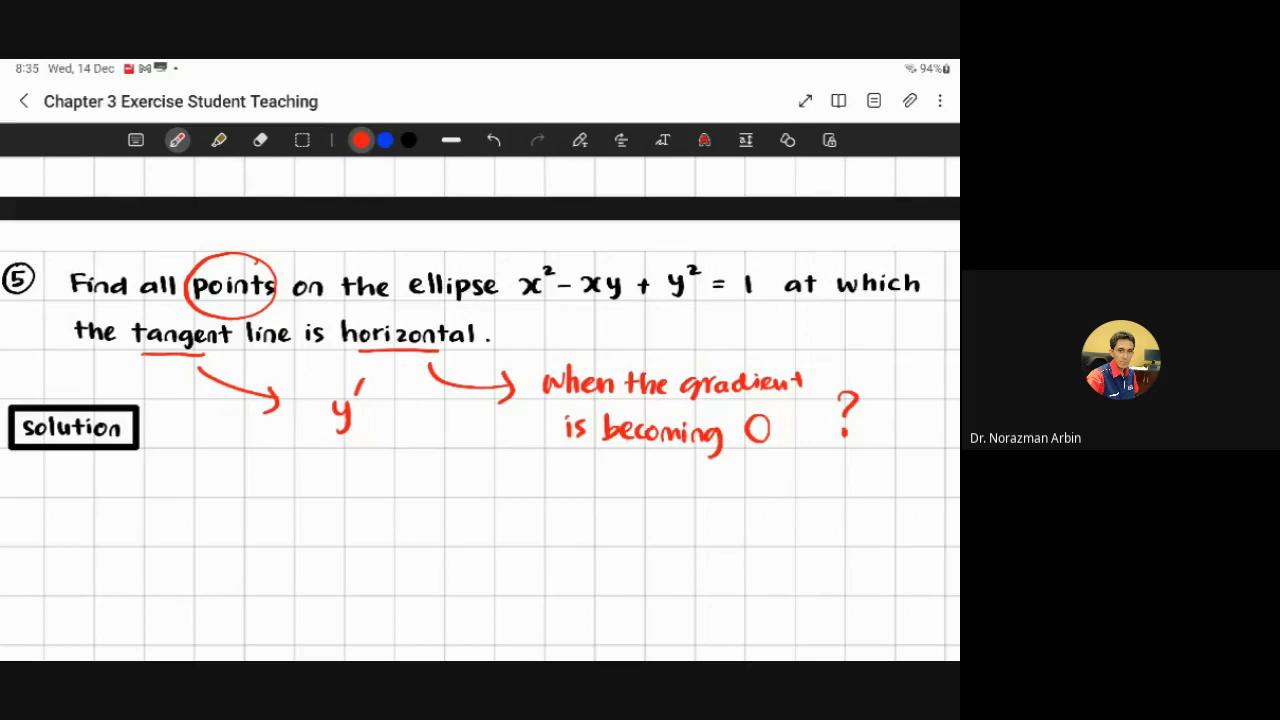 8:35 Wed, 14 Dec
94%
Chapter 3 Exercise Student Teaching
⑤ Find all points on the ellipse x² - xy + y² = 1 at which
the tangent line is horizontal.
y′
when the gradient
is becoming 0 ?
Solution
Dr. Norazman Arbin